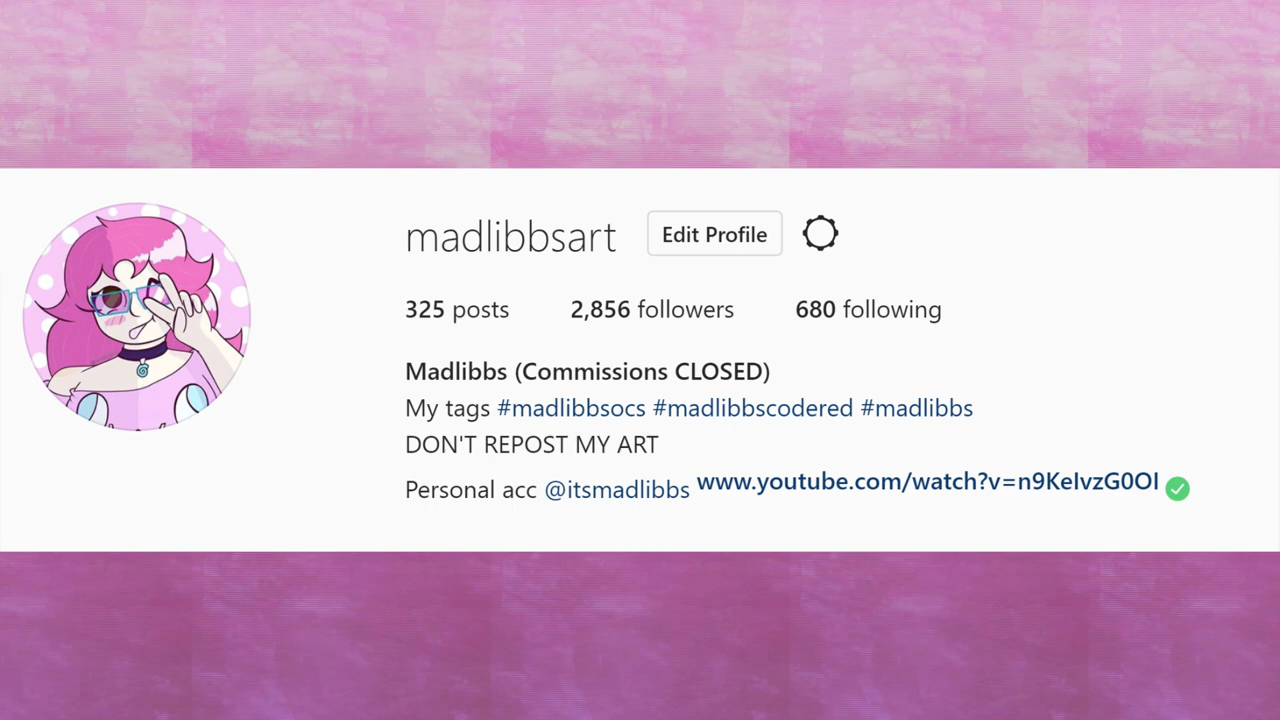 madlibbsart Edit Profile
325 posts 2,856 followers 680 following
Madlibbs (Commissions CLOSED)
My tags #madlibbsocs #madlibbscodered #madlibbs
DON'T REPOST MY ART
Personal acc @itsmadlibbs www.youtube.com/watch?v=n9KeIvzG0OI